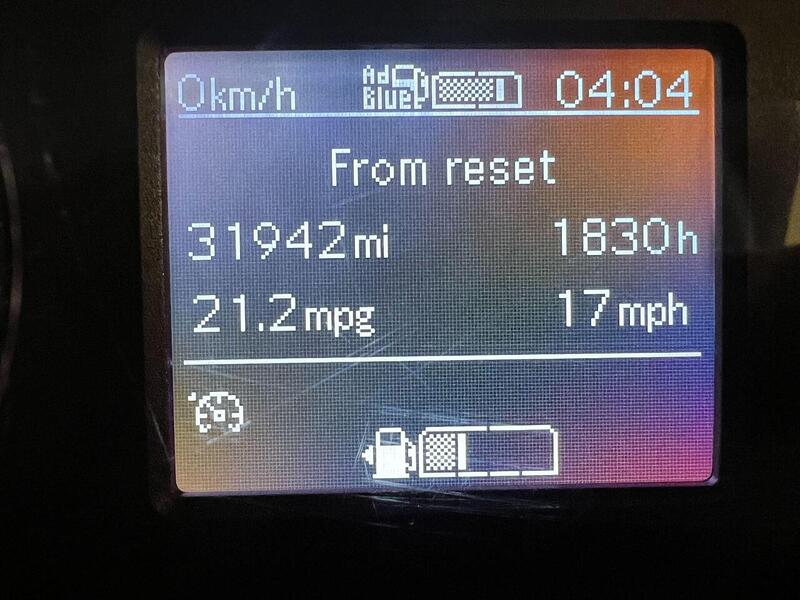 0km/h Ad Blue 04:04
From reset
31942mi 1830h
21.2mpg 17mph